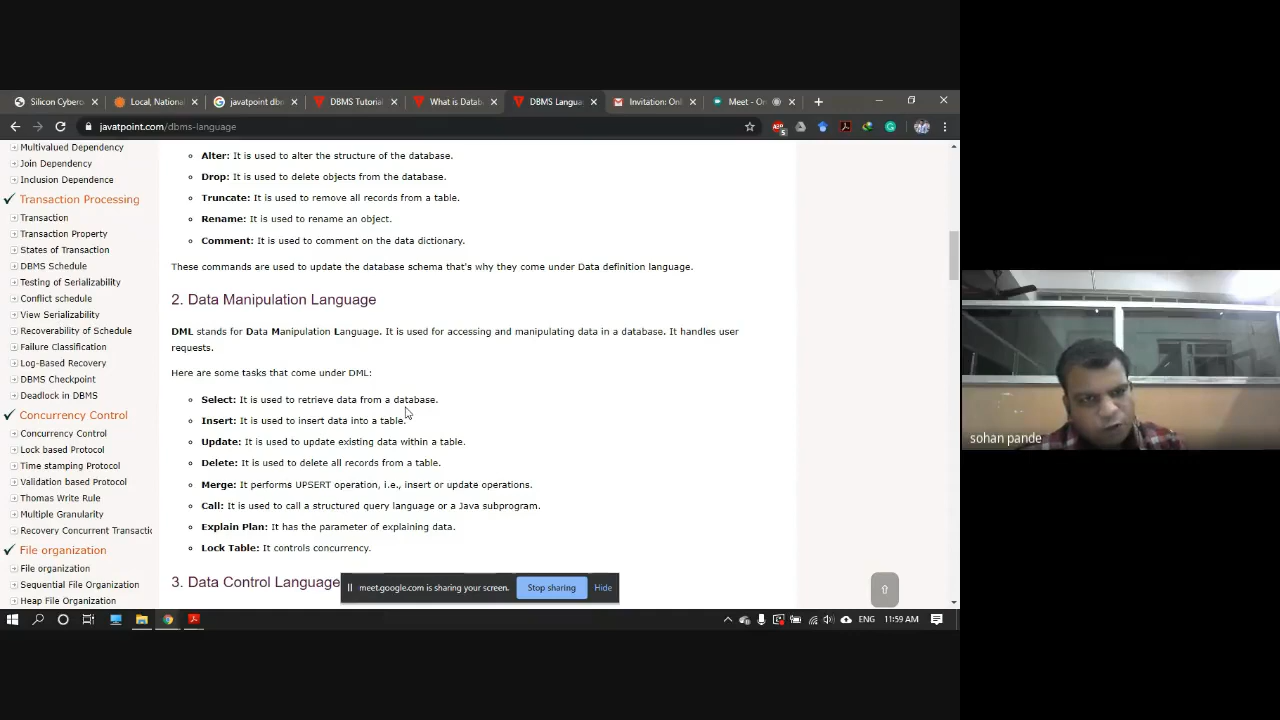 Silicon Cyberc
Local, National
javatpoint dbm
DBMS Tutorial
What is Datab
DBMS Langua
Invitation: Onl
Meet - On
javatpoint.com/dbms-language
Multivalued Dependency
Join Dependency
Inclusion Dependence
Transaction Processing
Transaction
Transaction Property
States of Transaction
DBMS Schedule
Testing of Serializability
Conflict schedule
View Serializability
Recoverability of Schedule
Failure Classification
Log-Based Recovery
DBMS Checkpoint
Deadlock in DBMS
Concurrency Control
Concurrency Control
Lock based Protocol
Time stamping Protocol
Validation based Protocol
Thomas Write Rule
Multiple Granularity
Recovery Concurrent Transactic
File organization
File organization
Sequential File Organization
Heap File Organization
Alter: It is used to alter the structure of the database.
Drop: It is used to delete objects from the database.
Truncate: It is used to remove all records from a table.
Rename: It is used to rename an object.
Comment: It is used to comment on the data dictionary.
These commands are used to update the database schema that's why they come under Data definition language.
2. Data Manipulation Language
DML stands for Data Manipulation Language. It is used for accessing and manipulating data in a database. It handles user
requests.
Here are some tasks that come under DML:
Select: It is used to retrieve data from a database.
Insert: It is used to insert data into a table.
Update: It is used to update existing data within a table.
Delete: It is used to delete all records from a table.
Merge: It performs UPSERT operation, i.e., insert or update operations.
Call: It is used to call a structured query language or a Java subprogram.
Explain Plan: It has the parameter of explaining data.
Lock Table: It controls concurrency.
3. Data Control Language
meet.google.com is sharing your screen.
Stop sharing
Hide
ENG
11:59 AM
sohan pande